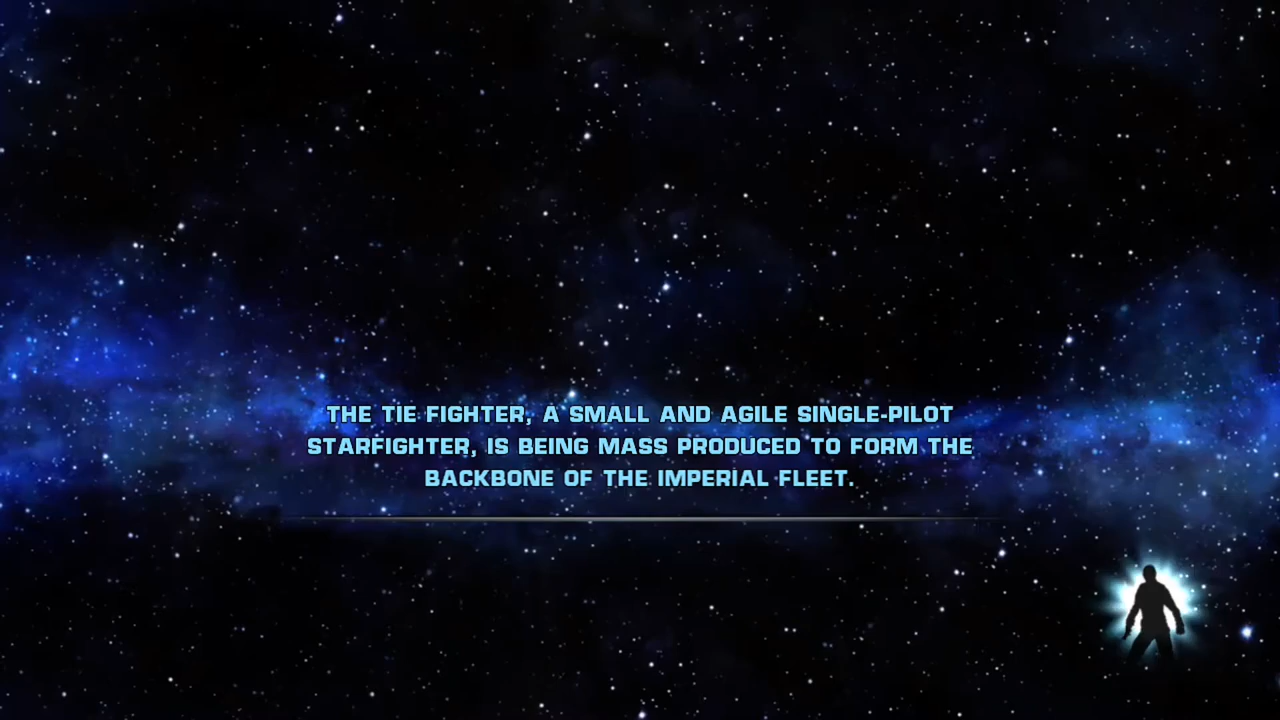 THE TIE FIGHTER, A SMALL AND AGILE SINGLE-PILOT
STARFIGHTER, IS BEING MASS PRODUCED TO FORM THE
BACKBONE OF THE IMPERIAL FLEET.